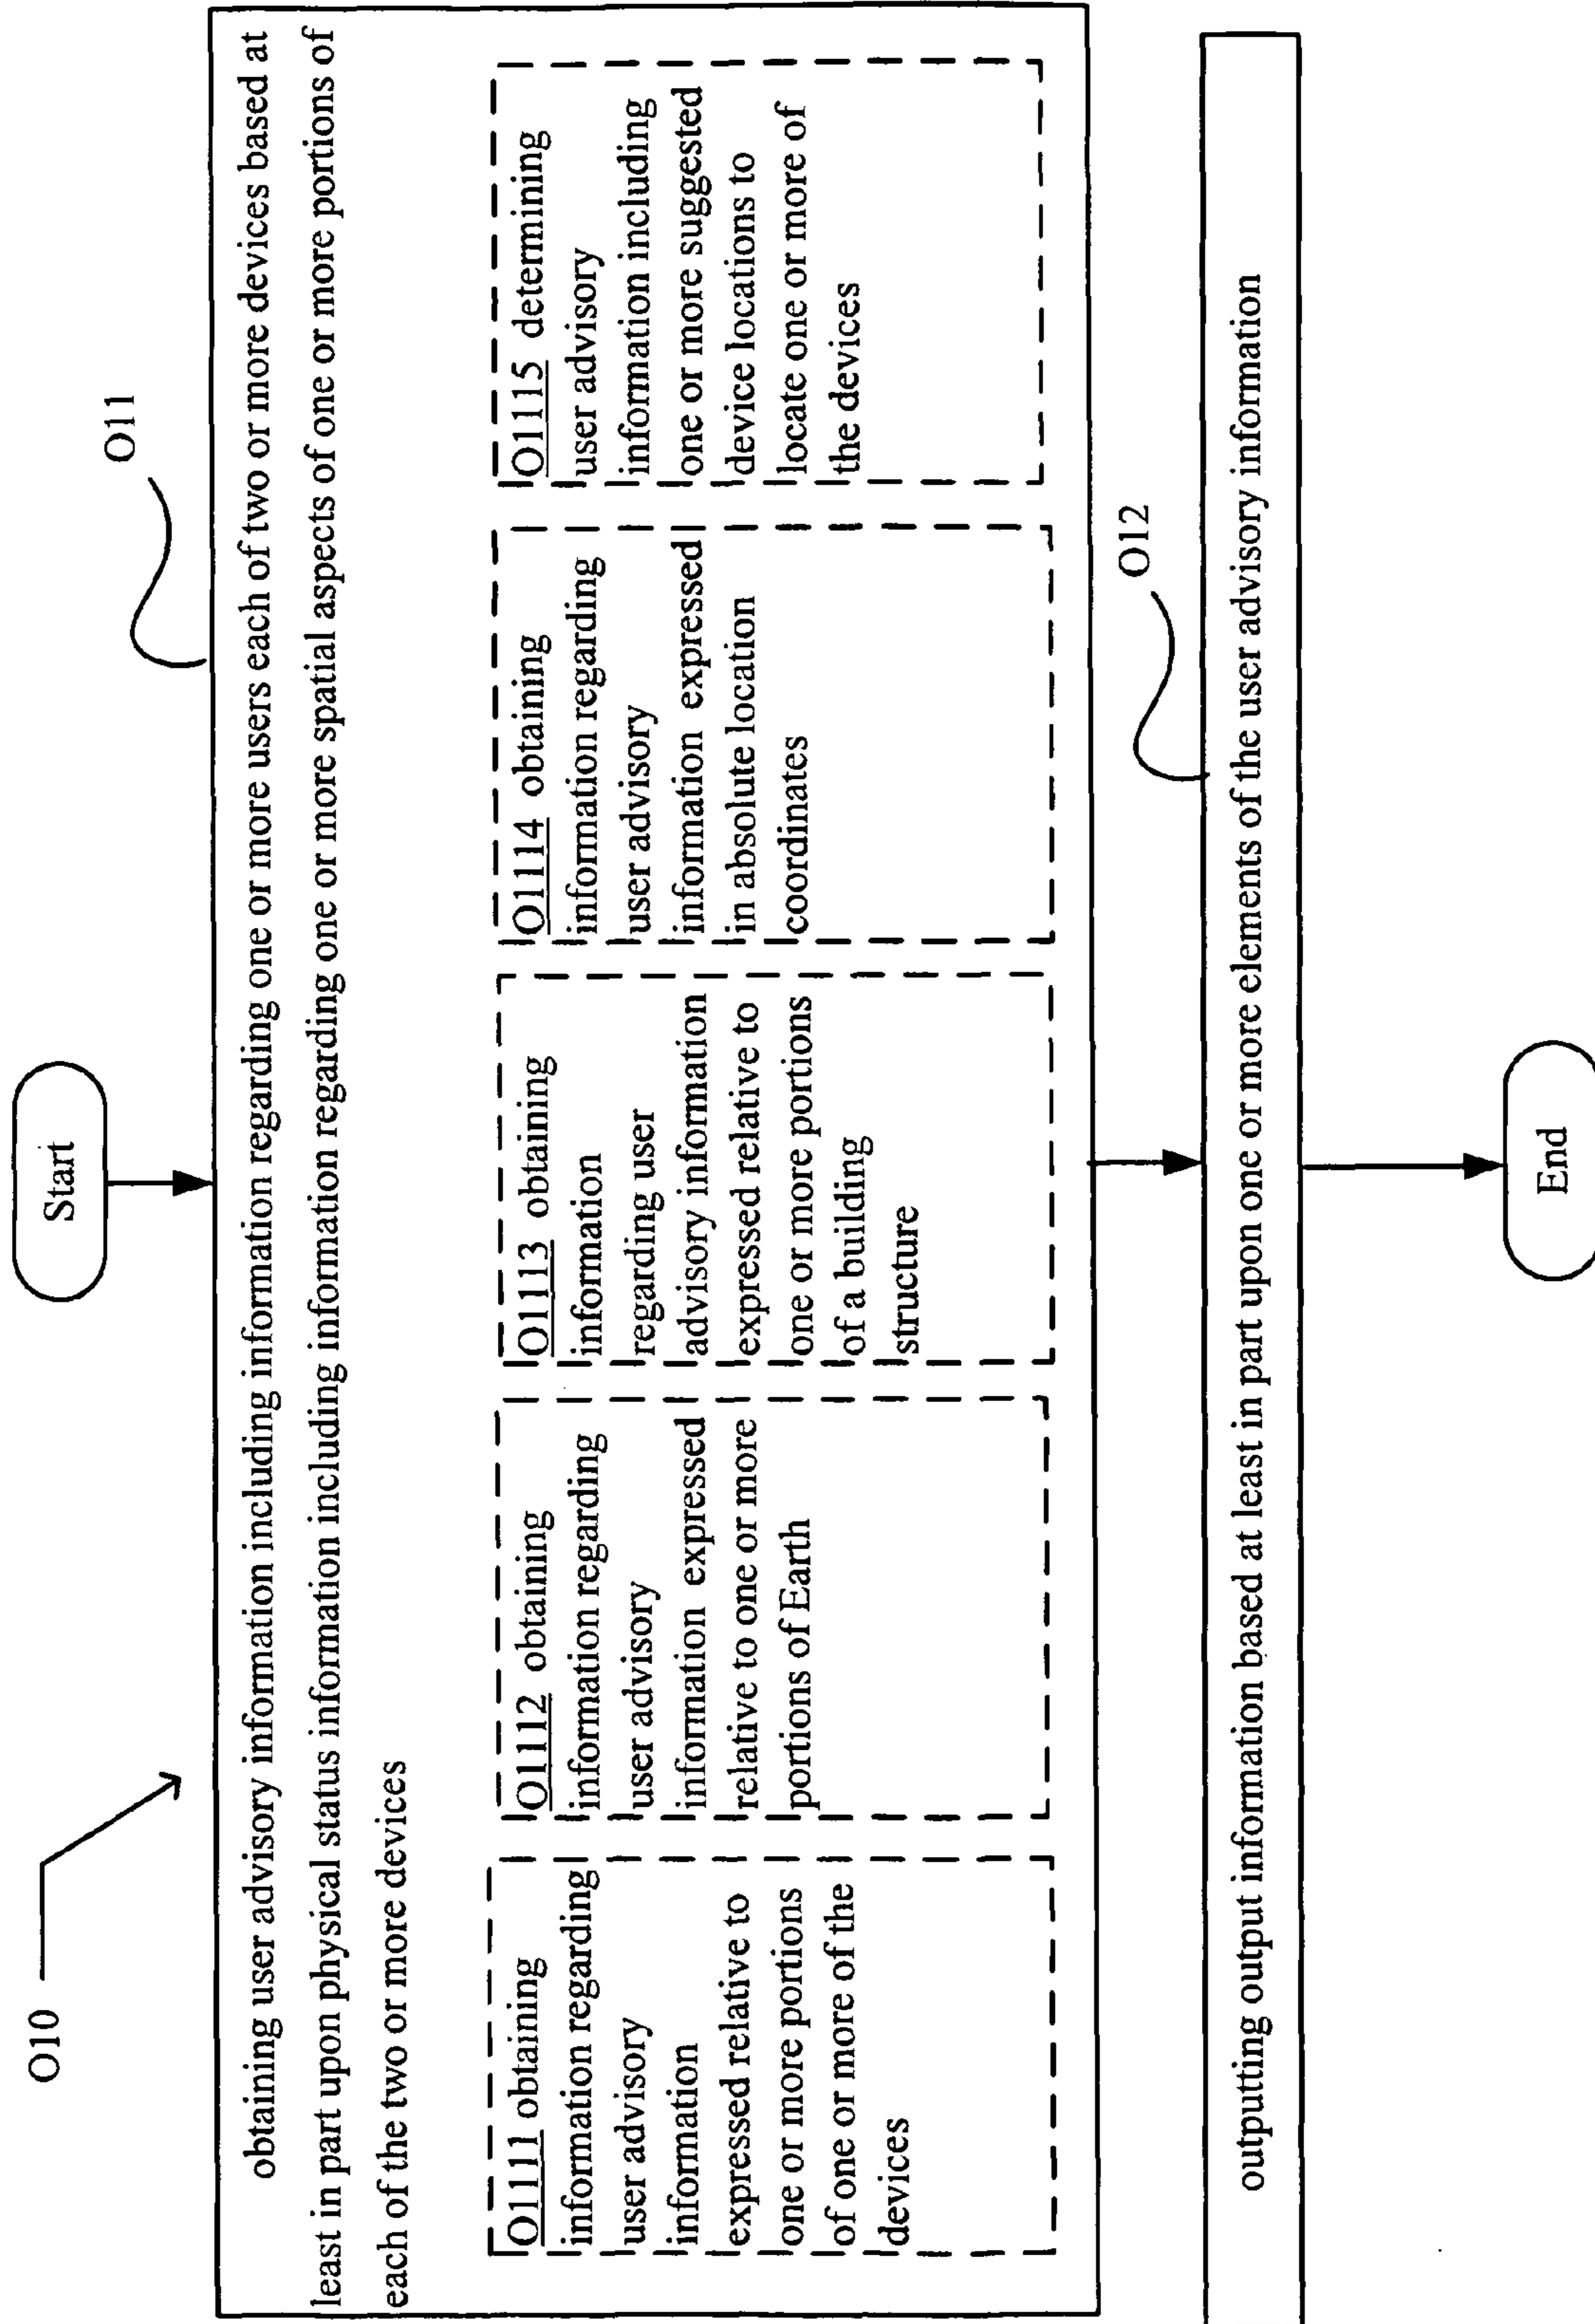 O10
Start
O11
obtaining user advisory information including information regarding one or more users each of two or more devices based at
least in part upon physical status information including information regarding one or more spatial aspects of one or more portions of
each of the two or more devices
O1111 obtaining
information regarding
user advisory
information
expressed relative to
one or more portions
of one or more of the
devices
O1112 obtaining
information regarding
user advisory
information expressed
relative to one or more
portions of Earth
O1113 obtaining
information
regarding user
advisory information
expressed relative to
one or more portions
of a building
structure
O1114 obtaining
information regarding
user advisory
information expressed
in absolute location
coordinates
O1115 determining
user advisory
information including
one or more suggested
device locations to
locate one or more of
the devices
O12
outputting output information based at least in part upon one or more elements of the user advisory information
End